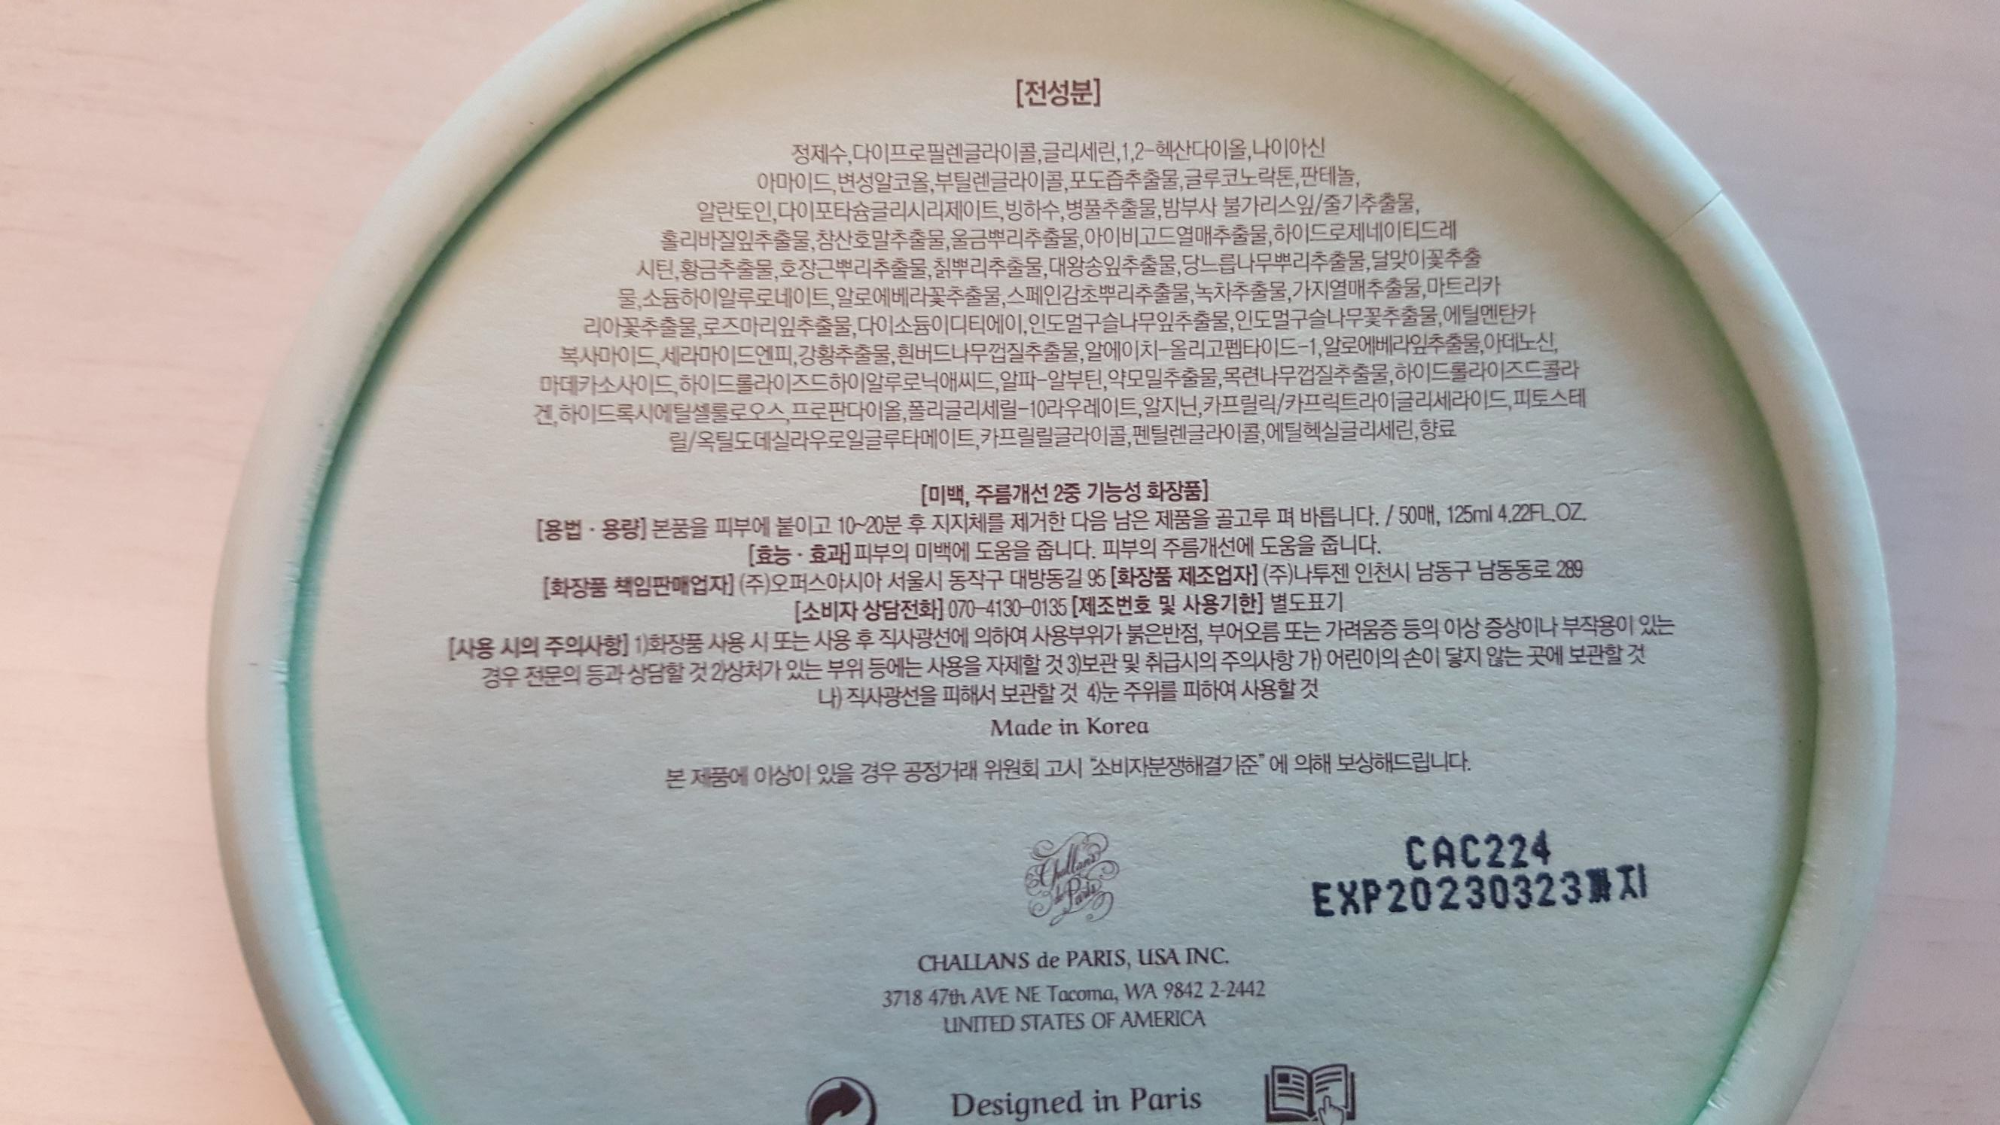 [전성분]
정제수,다이프로필렌글라이콜,글리세린,1,2-헥산다이올,나이아신
아마이드,변성알코올,부틸렌글라이콜,포도즙추출물,글루코노락톤,판테놀,
알란토인,다이포타슘글리시리제이트,빙하수,병풀추출물,밤부사 불가리스잎/줄기추출물,
홀리바질잎추출물,참산호말추출물,울금뿌리추출물,아이비고드열매추출물,하이드로제네이티드레
시틴,황금추출물,호장근뿌리추출물,칡뿌리추출물,대왕송잎추출물,당느릅나무뿌리추출물,달맞이꽃추출
물,소듐하이알루로네이트,알로에베라꽃추출물,스페인감초뿌리추출물,녹차추출물,가지열매추출물,마트리카
리아꽃추출물,로즈마리잎추출물,다이소듐이디티에이,인도멀구슬나무잎추출물,인도멀구슬나무꽃추출물,에틸멘탄카
복사마이드,세라마이드엔피,강황추출물,흰버드나무껍질추출물,알에이치-올리고펩타이드-1,알로에베라잎추출물,아데노신,
마데카소사이드,하이드롤라이즈드하이알루로닉애씨드,알파-알부틴,약모밀추출물,목련나무껍질추출물,하이드롤라이즈드콜라
겐,하이드록시에틸셀룰로오스,프로판다이올,폴리글리세릴-10라우레이트,알지닌,카프릴릭/카프릭트라이글리세라이드,피토스테
릴/옥틸도데실라우로일글루타메이트,카프릴릴글라이콜,펜틸렌글라이콜,에틸헥실글리세린,향료
[미백, 주름개선 2중 기능성 화장품]
[용법 · 용량] 본품을 피부에 붙이고 10~20분 후 지지체를 제거한 다음 남은 제품을 골고루 펴 바릅니다. / 50매, 125ml 4.22FL.OZ.
[효능 · 효과] 피부의 미백에 도움을 줍니다. 피부의 주름개선에 도움을 줍니다.
[화장품 책임판매업자] (주)오퍼스아시아 서울시 동작구 대방동길 95 [화장품 제조업자] (주)나투젠 인천시 남동구 남동동로 289
[소비자 상담전화] 070-4130-0135 [제조번호 및 사용기한] 별도표기
[사용 시의 주의사항] 1)화장품 사용 시 또는 사용 후 직사광선에 의하여 사용부위가 붉은반점, 부어오름 또는 가려움증 등의 이상 증상이나 부작용이 있는
경우 전문의 등과 상담할 것 2)상처가 있는 부위 등에는 사용을 자제할 것 3)보관 및 취급시의 주의사항 가) 어린이의 손이 닿지 않는 곳에 보관할 것
나) 직사광선을 피해서 보관할 것 4)눈 주위를 피하여 사용할 것
Made in Korea
본 제품에 이상이 있을 경우 공정거래 위원회 고시 "소비자분쟁해결기준" 에 의해 보상해드립니다.
Challans de Paris
CAC224
EXP20230323까지
CHALLANS de PARIS, USA INC.
3718 47th AVE NE Tacoma, WA 9842 2-2442
UNITED STATES OF AMERICA
Designed in Paris